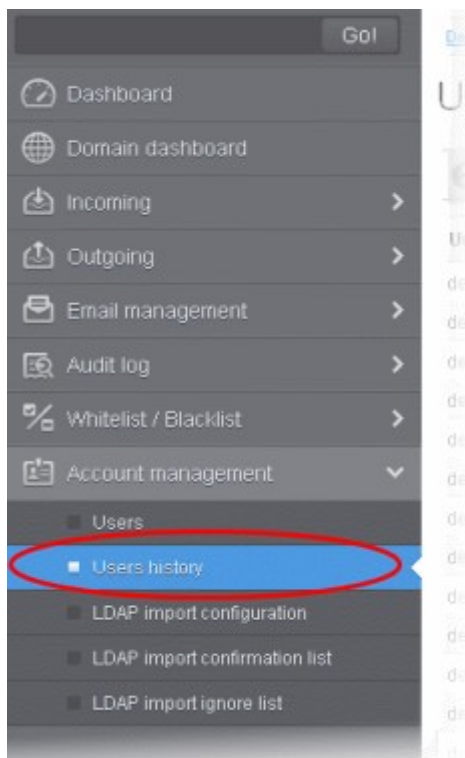 Go!
Dashboard
Domain dashboard
Incoming
Outgoing
Email management
Audit log
Whitelist / Blacklist
Account management
Users
Users history
LDAP import configuration
LDAP import confirmation list
LDAP import ignore list